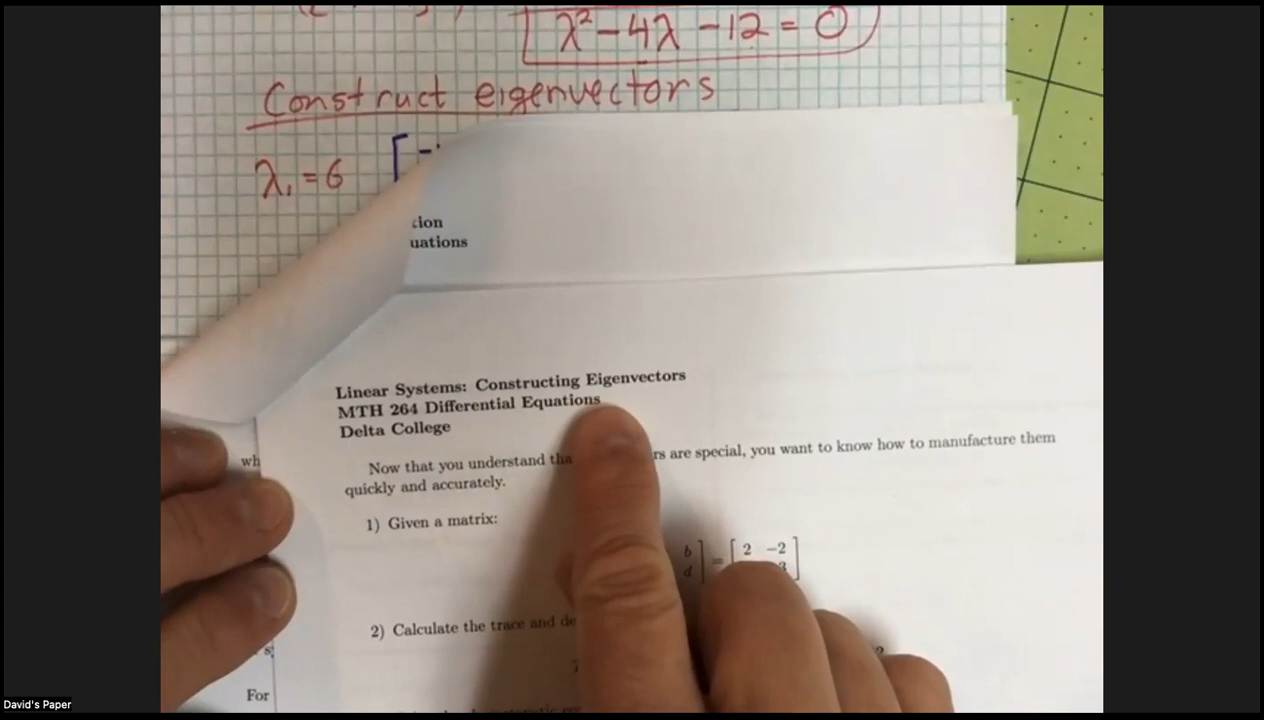 λ² - 4λ - 12 = 0
Construct eigenvectors
λ₁ = 6 [ -
tion
uations
Linear Systems: Constructing Eigenvectors
MTH 264 Differential Equations
Delta College
Now that you understand tha rs are special, you want to know how to manufacture them
quickly and accurately.
wh
1) Given a matrix:
b ] = [ 2 -2
d ]
2) Calculate the trace and de
For
David's Paper